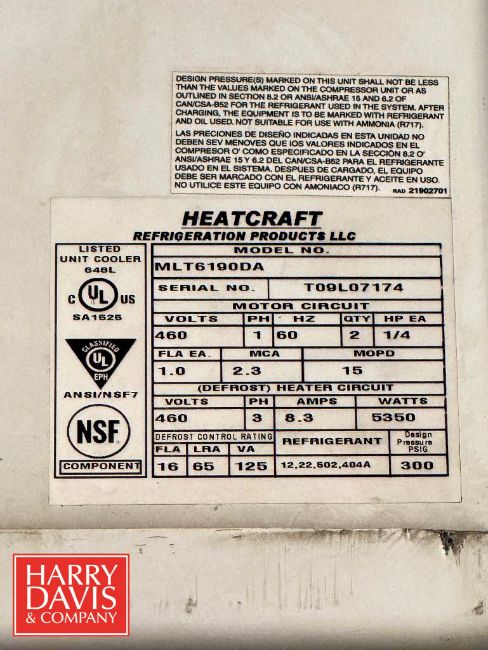 DESIGN PRESSURE(S) MARKED ON THIS UNIT SHALL NOT BE LESS
THAN THE VALUES MARKED ON THE COMPRESSOR UNIT OR AS
OUTLINED IN SECTION 8.2 OR ANSI/ASHRAE 15 AND 6.2 OF
CAN/CSA-B52 FOR THE REFRIGERANT USED IN THE SYSTEM. AFTER
CHARGING, THE EQUIPMENT IS TO BE MARKED WITH REFRIGERANT
AND OIL USED. NOT SUITABLE FOR USE WITH AMMONIA (R717).
LAS PRECIONES DE DISEÑO INDICADAS EN ESTA UNIDAD NO
DEBEN SEV MENOVES QUE IOS VALORES INDICADOS EN EL
COMPRESOR O' COMO ESPECIFICADO EN LA SECCIÓN 8.2 O'
ANSI/ASHRAE 15 Y 6.2 DEL CAN/CSA-B52 PARA EL REFRIGERANTE
USADO EN EL SISTEMA. DESPUES DE CARGADO, EL EQUIPO
DEBE SER MARCADO CON EL REFRIGERANTE Y ACEITE EN USO.
NO UTILICE ESTE EQUIPO CON AMONIACO (R717). RAD 21902701
HEATCRAFT
REFRIGERATION PRODUCTS LLC
LISTED
UNIT COOLER
648L
C UL US
SA1525
CLASSIFIED
UL
EPH
ANSI/NSF7
NSF
COMPONENT
MODEL NO.
MLT6190DA
SERIAL NO. T09L07174
MOTOR CIRCUIT
VOLTS PH HZ QTY HP EA
460 1 60 2 1/4
FLA EA. MCA MOPD
1.0 2.3 15
(DEFROST) HEATER CIRCUIT
VOLTS PH AMPS WATTS
460 3 8.3 5350
DEFROST CONTROL RATING REFRIGERANT Design Pressure PSIG
FLA LRA VA
16 65 125 12,22,502,404A 300
HARRY
DAVIS
& COMPANY